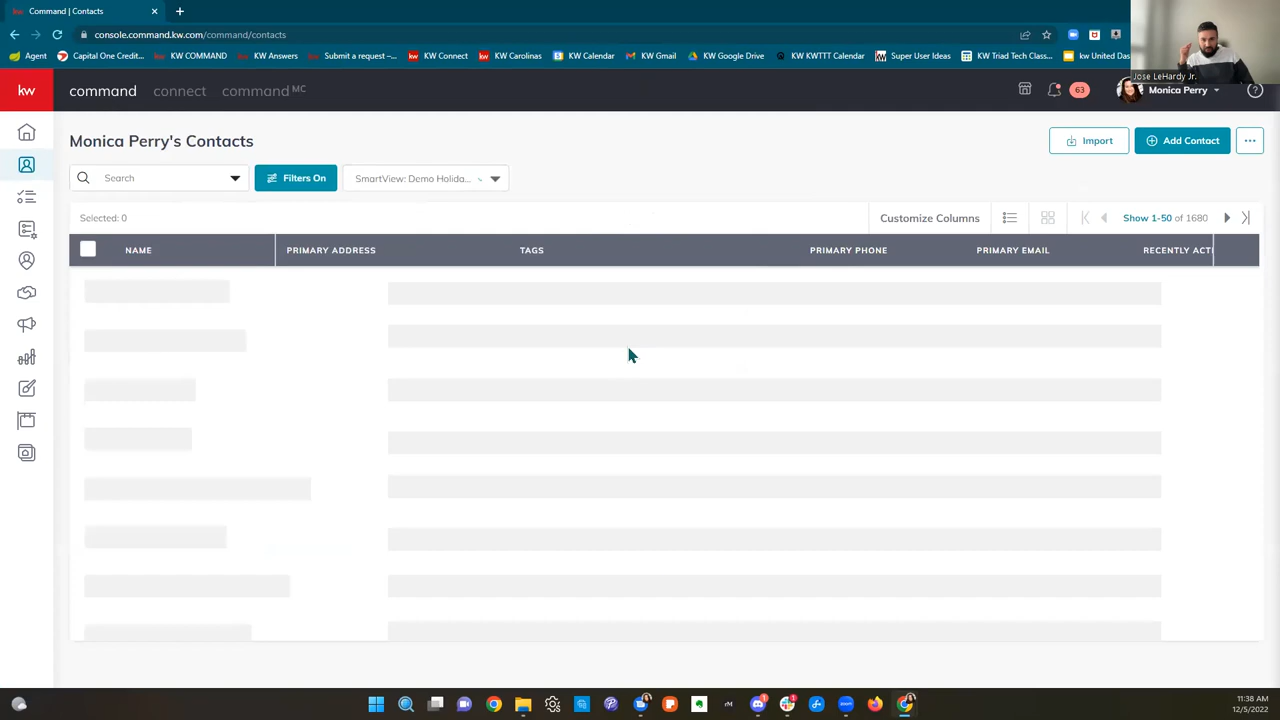 Command | Contacts
console.command.kw.com/command/contacts
Agent
Capital One Credit...
KW COMMAND
KW Answers
Submit a request –...
KW Connect
KW Carolinas
KW Calendar
KW Gmail
KW Google Drive
KW KWTTT Calendar
Super User Ideas
KW Triad Tech Class...
kw United Das
Jose LeHardy Jr.
kw
command
connect
command MC
63
Monica Perry
Monica Perry's Contacts
Import
Add Contact
Search
Filters On
SmartView: Demo Holida...
Selected: 0
Customize Columns
Show 1-50 of 1680
NAME
PRIMARY ADDRESS
TAGS
PRIMARY PHONE
PRIMARY EMAIL
RECENTLY ACTI
11:38 AM
12/5/2022